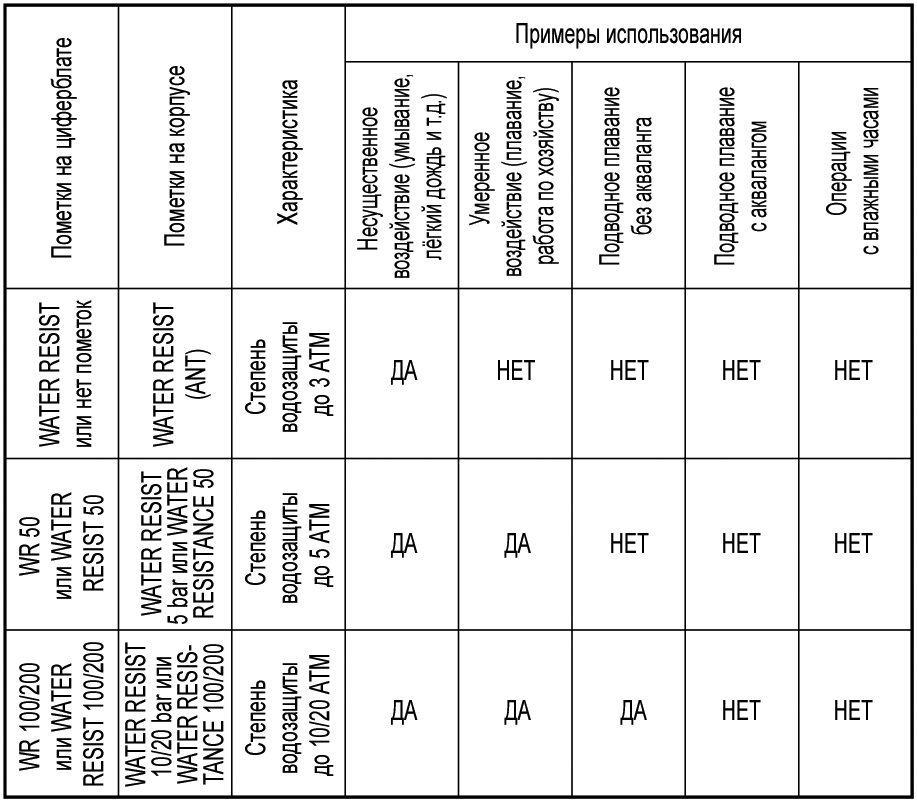 Пометки на циферблате
Пометки на корпусе
Характеристика
Примеры использования
Несущественное
воздействие (умывание,
лёгкий дождь и т.д.)
Умеренное
воздействие (плавание,
работа по хозяйству)
Подводное плавание
без акваланга
Подводное плавание
с аквалангом
Операции
с влажными часами
WATER RESIST
или нет пометок
WATER RESIST
(ANT)
Степень
водозащиты
до 3 АТМ
ДА
НЕТ
НЕТ
НЕТ
НЕТ
WR 50
или WATER
RESIST 50
WATER RESIST
5 bar или WATER
RESISTANCE 50
Степень
водозащиты
до 5 АТМ
ДА
ДА
НЕТ
НЕТ
НЕТ
WR 100/200
или WATER
RESIST 100/200
WATER RESIST
10/20 bar или
WATER RESIS-
TANCE 100/200
Степень
водозащиты
до 10/20 АТМ
ДА
ДА
ДА
НЕТ
НЕТ